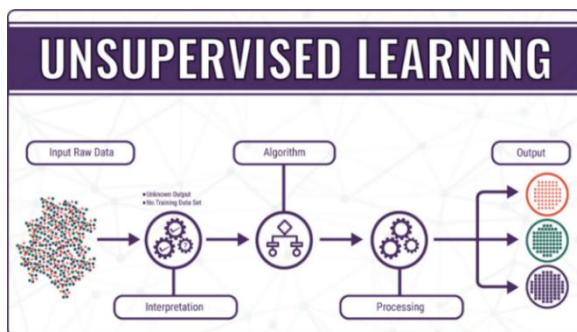 UNSUPERVISED LEARNING
Input Raw Data
Algorithm
Output
• Unknown Output
• No Training Data Set
Interpretation
Processing